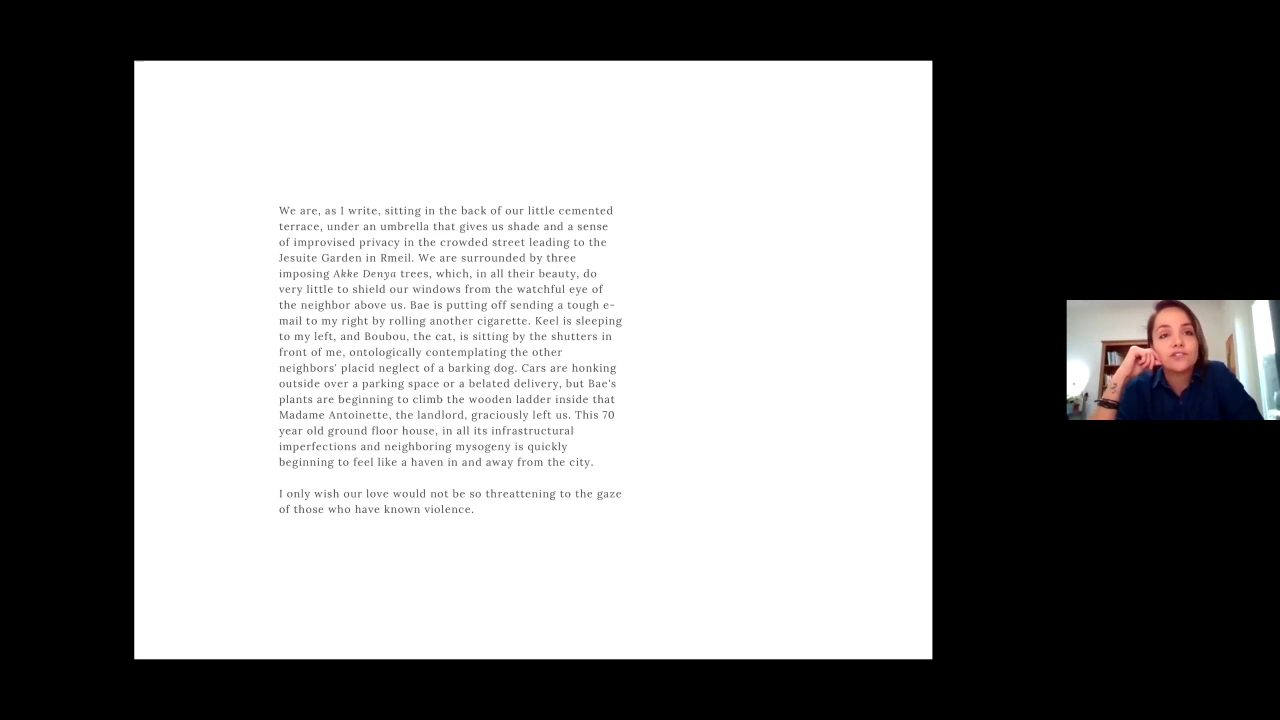 We are, as I write, sitting in the back of our little cemented
terrace, under an umbrella that gives us shade and a sense
of improvised privacy in the crowded street leading to the
Jesuite Garden in Rmeil. We are surrounded by three
imposing Akke Denya trees, which, in all their beauty, do
very little to shield our windows from the watchful eye of
the neighbor above us. Bae is putting off sending a tough e-
mail to my right by rolling another cigarette. Keel is sleeping
to my left, and Boubou, the cat, is sitting by the shutters in
front of me, ontologically contemplating the other
neighbors' placid neglect of a barking dog. Cars are honking
outside over a parking space or a belated delivery, but Bae's
plants are beginning to climb the wooden ladder inside that
Madame Antoinette, the landlord, graciously left us. This 70
year old ground floor house, in all its infrastructural
imperfections and neighboring mysogeny is quickly
beginning to feel like a haven in and away from the city.
I only wish our love would not be so threattening to the gaze
of those who have known violence.